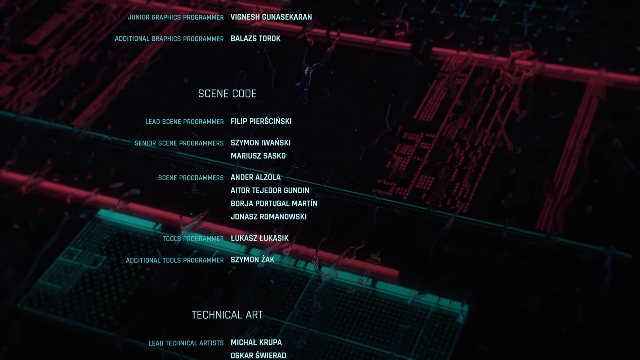 JUNIOR GRAPHICS PROGRAMMER VIGNESH GUNASEKARAN
ADDITIONAL GRAPHICS PROGRAMMER BALAZS TOROK
SCENE CODE
LEAD SCENE PROGRAMMER FILIP PIERŚCIŃSKI
SENIOR SCENE PROGRAMMERS SZYMON IWAŃSKI
MARIUSZ SASKO
SCENE PROGRAMMERS ANDER ALZOLA
AITOR TEJEDOR GUNDIN
BORJA PORTUGAL MARTÍN
JONASZ ROMANOWSKI
TOOLS PROGRAMMER ŁUKASZ ŁUKASIK
ADDITIONAL TOOLS PROGRAMMER SZYMON ŻAK
TECHNICAL ART
LEAD TECHNICAL ARTISTS MICHAŁ KRUPA
OSKAR ŚWIERAD